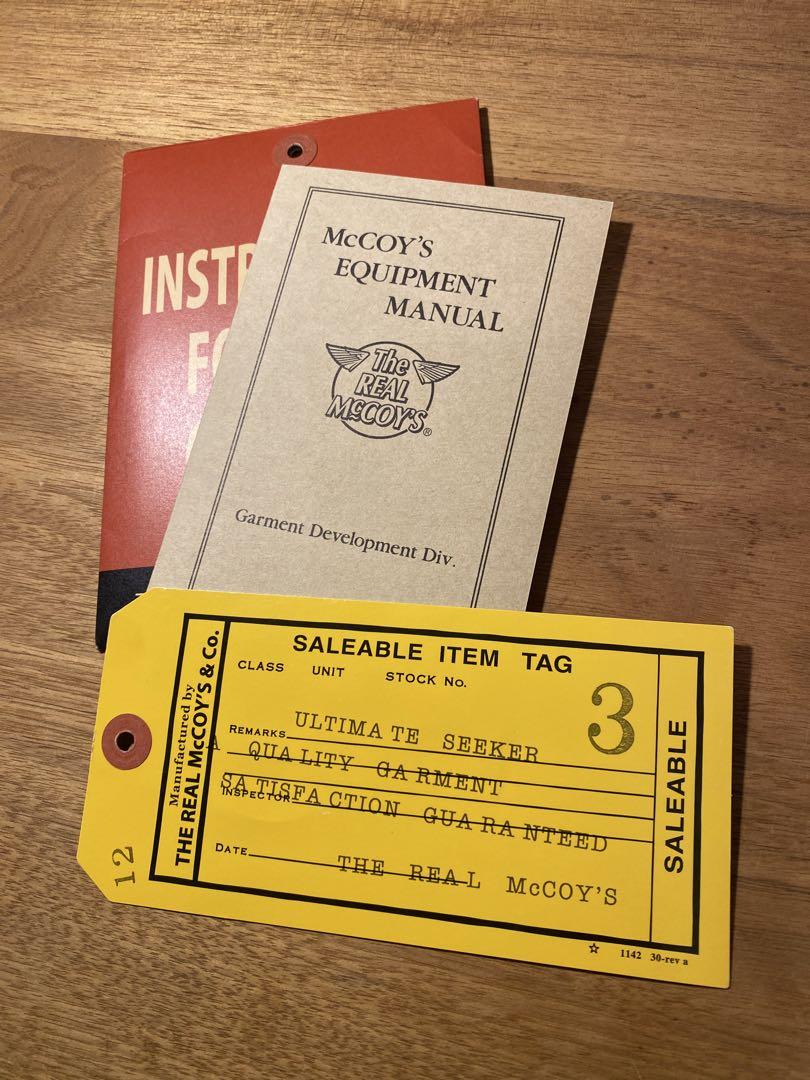 INSTR
FO
McCOY'S
EQUIPMENT
MANUAL
The
REAL
McCOY'S®
Garment Development Div.
Manufactured by
THE REAL McCOY'S & Co.
SALEABLE ITEM TAG
CLASS UNIT STOCK No.
3
REMARKS ULTIMATE SEEKER
A QUALITY GARMENT
INSPECTOR SATISFACTION GUARANTEED
DATE THE REAL McCOY'S
SALEABLE
12
☆ 1142 30-rev a